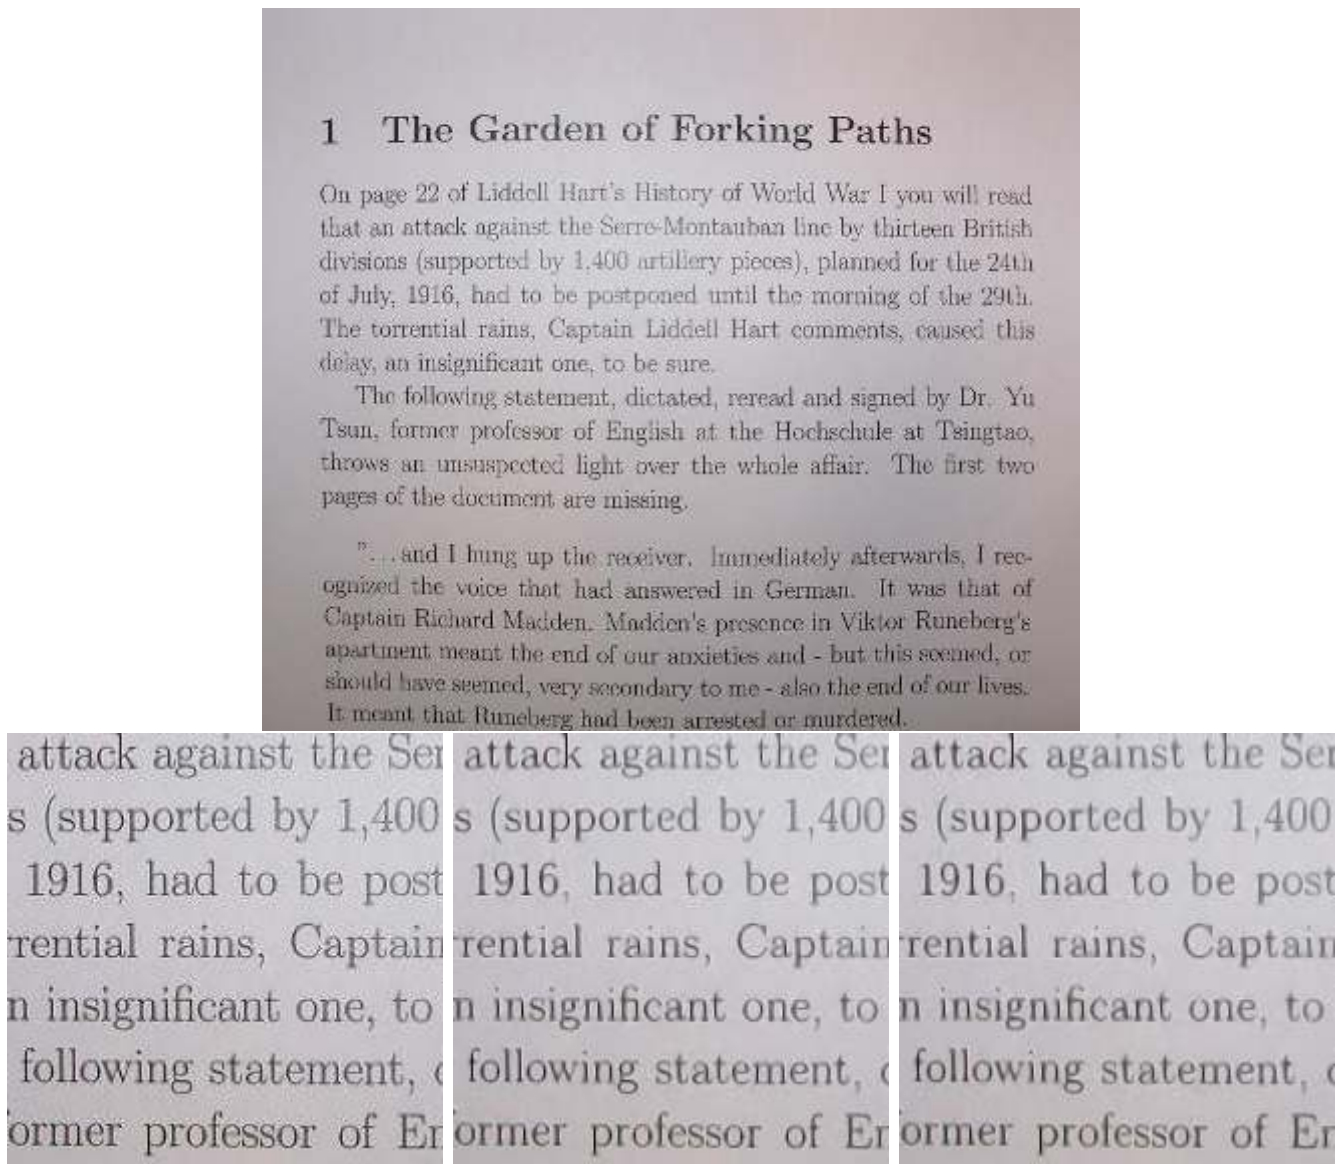 1 The Garden of Forking Paths
On page 22 of Liddell Hart's History of World War I you will read
that an attack against the Serre-Montauban line by thirteen British
divisions (supported by 1,400 artillery pieces), planned for the 24th
of July, 1916, had to be postponed until the morning of the 29th.
The torrential rains, Captain Liddell Hart comments, caused this
delay, an insignificant one, to be sure.
The following statement, dictated, reread and signed by Dr. Yu
Tsun, former professor of English at the Hochschule at Tsingtao,
throws an unsuspected light over the whole affair. The first two
pages of the document are missing.
"...and I hung up the receiver. Immediately afterwards, I rec-
ognized the voice that had answered in German. It was that of
Captain Richard Madden. Madden's presence in Viktor Runeberg's
apartment meant the end of our anxieties and - but this seemed, or
should have seemed, very secondary to me - also the end of our lives.
It meant that Runeberg had been arrested or murdered.
attack against the Ser
s (supported by 1,400
1916, had to be post
rential rains, Captain
n insignificant one, to
following statement, d
ormer professor of En
attack against the Ser
s (supported by 1,400
1916, had to be post
rential rains, Captain
n insignificant one, to
following statement, d
ormer professor of En
attack against the Ser
s (supported by 1,400
1916, had to be post
rential rains, Captain
n insignificant one, to
following statement, d
ormer professor of En